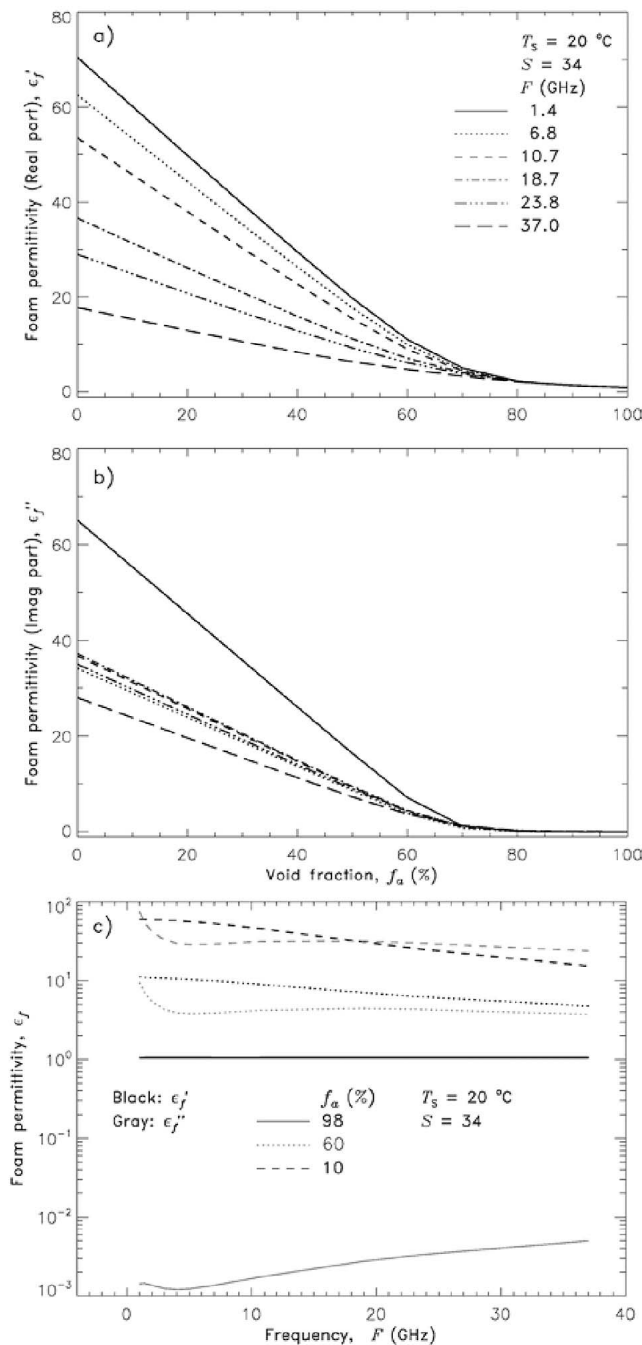 80
a)
T_S = 20 °C
S = 34
F (GHz)
1.4
6.8
10.7
18.7
23.8
37.0
60
40
20
0
Foam permittivity (Real part), ϵ_f'
0 20 40 60 80 100
80
b)
60
40
20
0
Foam permittivity (Imag part), ϵ_f''
0 20 40 60 80 100
Void fraction, f_a (%)
10^2
c)
10^1
10^0
10^-1
10^-2
10^-3
Foam permittivity, ϵ_f
Black: ϵ_f'
Gray: ϵ_f''
f_a (%)
98
60
10
T_S = 20 °C
S = 34
0 10 20 30 40
Frequency, F (GHz)